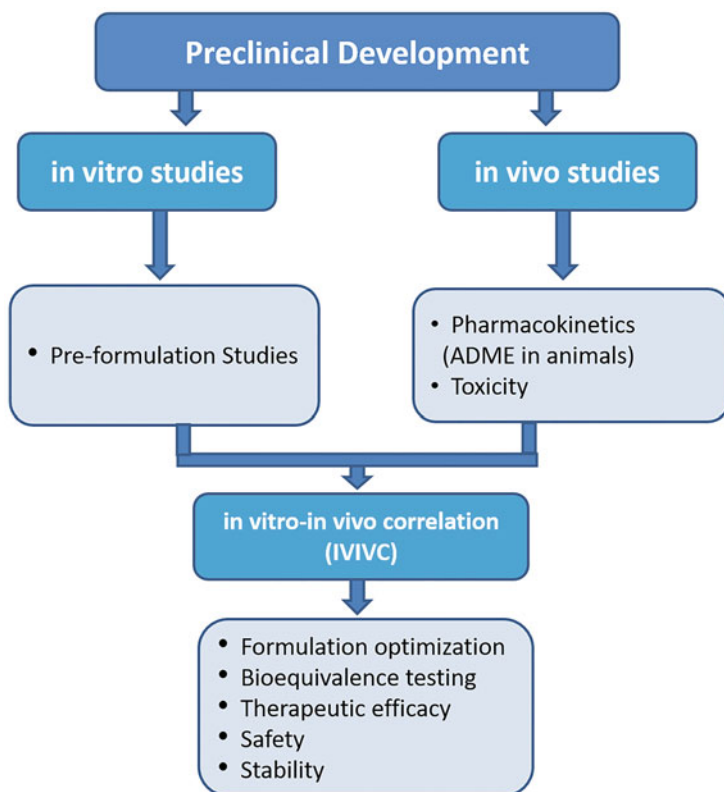 Preclinical Development
in vitro studies
in vivo studies
• Pre-formulation Studies
• Pharmacokinetics
(ADME in animals)
• Toxicity
in vitro-in vivo correlation
(IVIVC)
• Formulation optimization
• Bioequivalence testing
• Therapeutic efficacy
• Safety
• Stability